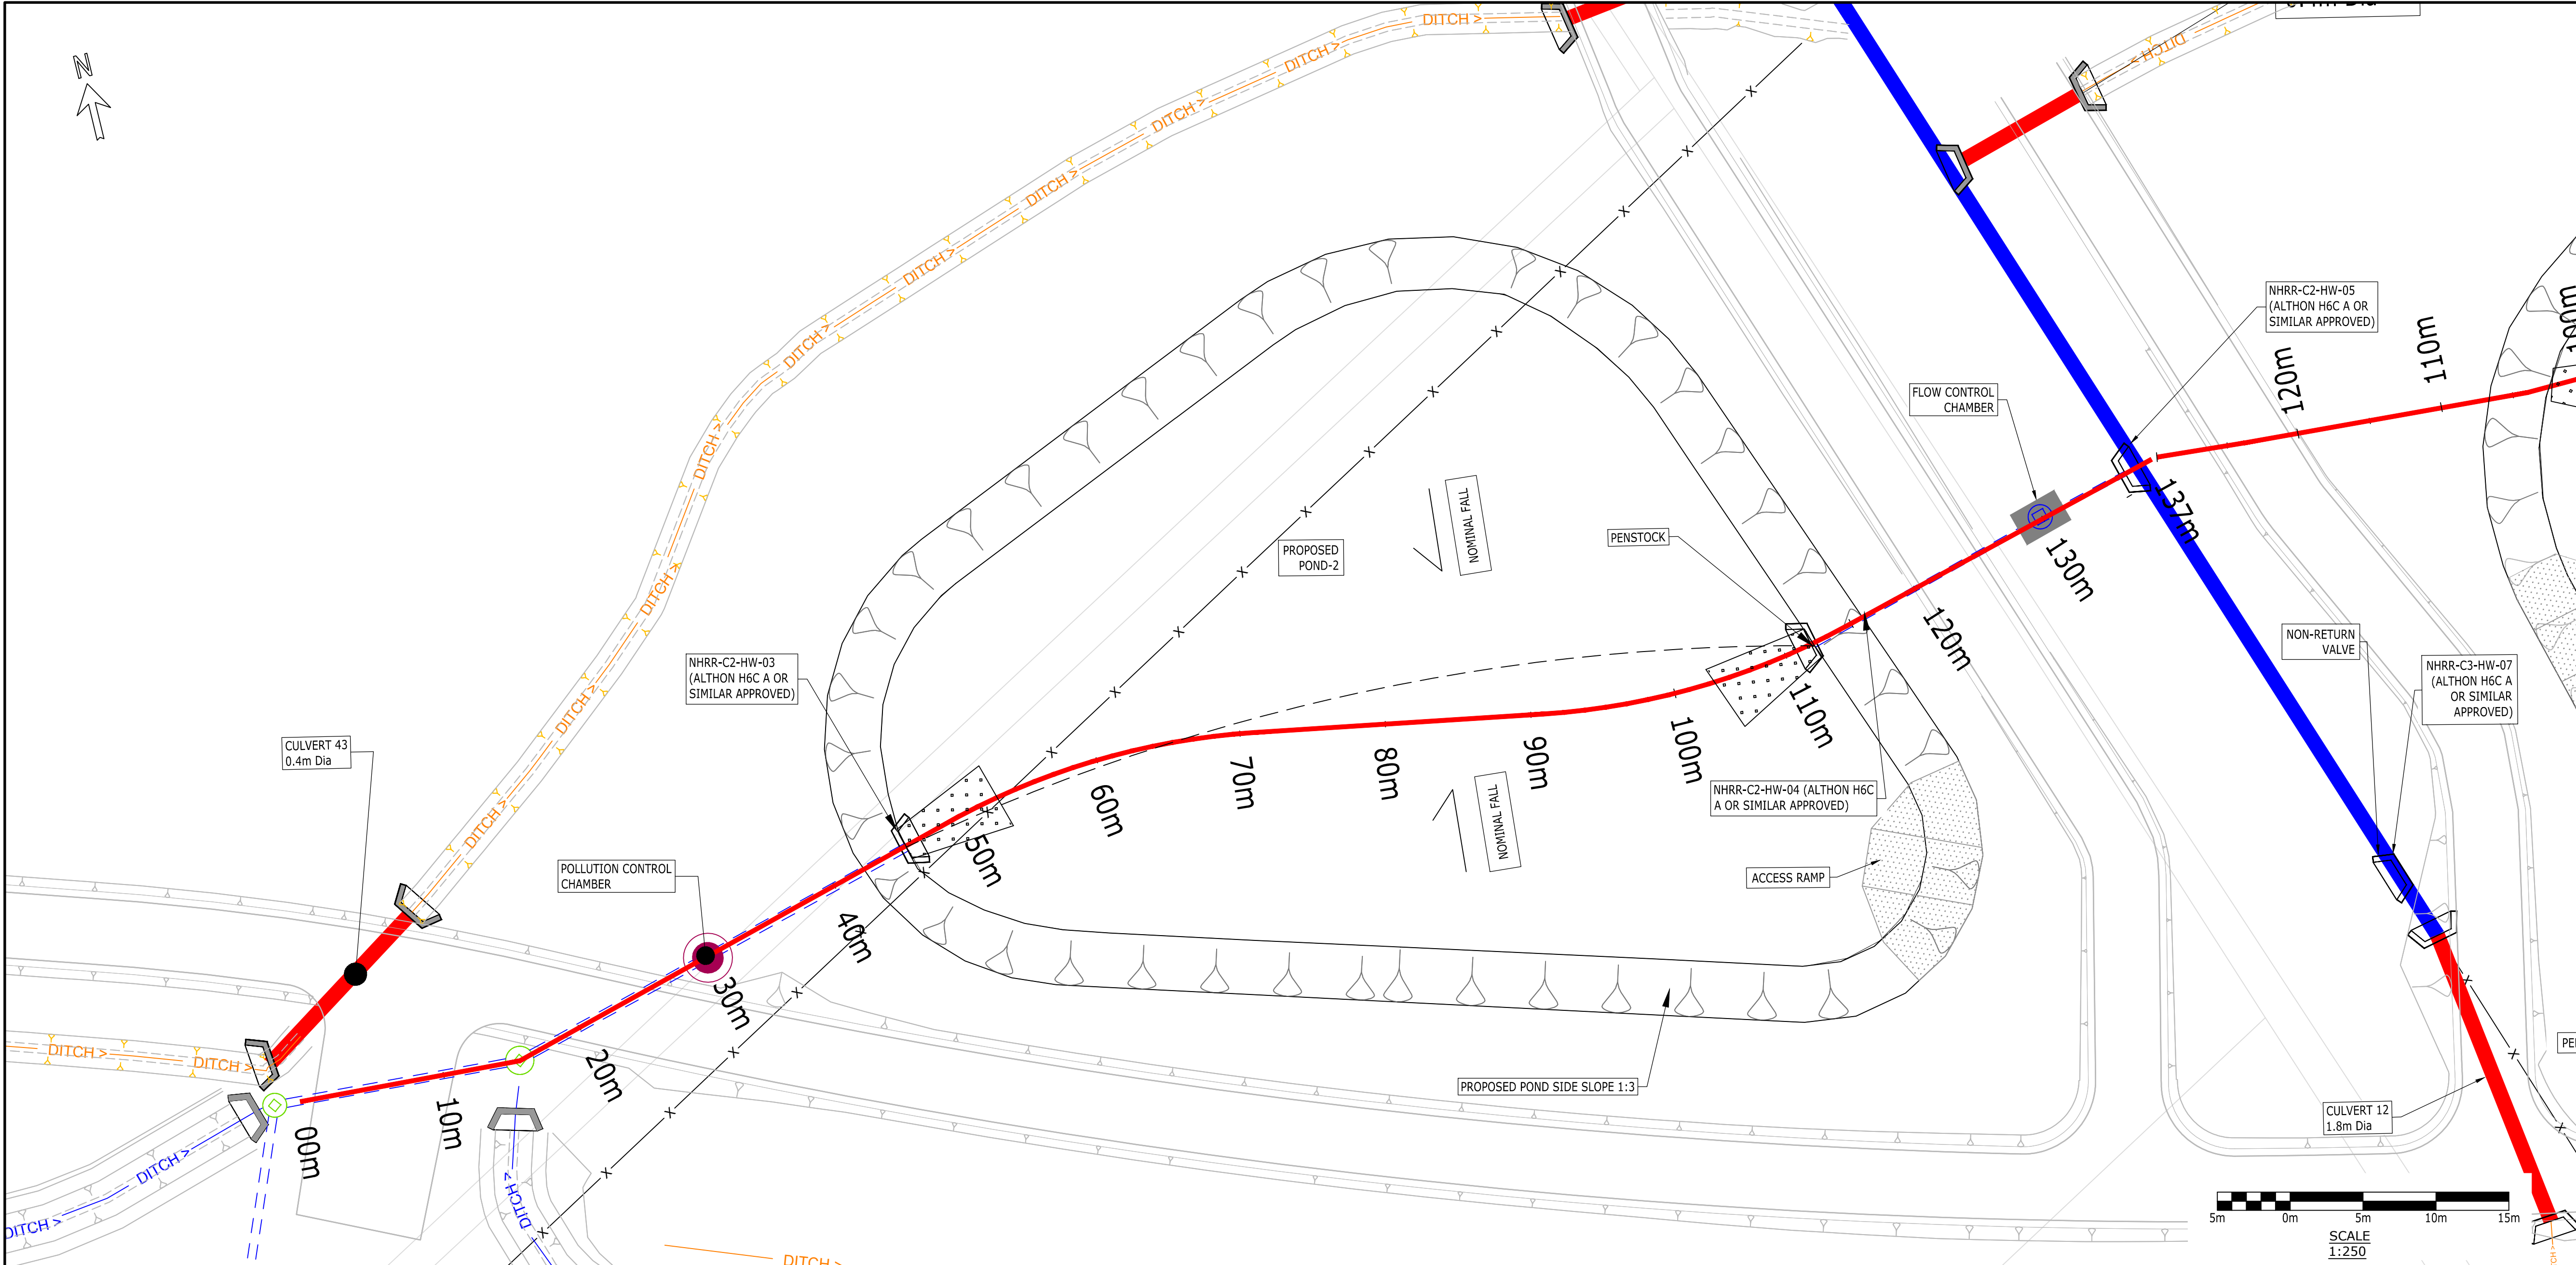 N
DITCH >
DITCH >
DITCH >
DITCH >
DITCH >
DITCH >
DITCH >
DITCH >
DITCH >
DITCH >
DITCH >
DITCH >
DITCH >
NHRR-C2-HW-05
(ALTHON H6C A OR
SIMILAR APPROVED)
FLOW CONTROL
CHAMBER
110m
120m
137m
130m
120m
110m
100m
90m
80m
70m
60m
50m
40m
30m
20m
10m
00m
NOMINAL FALL
PROPOSED
POND-2
PENSTOCK
NHRR-C2-HW-03
(ALTHON H6C A OR
SIMILAR APPROVED)
NON-RETURN
VALVE
NHRR-C3-HW-07
(ALTHON H6C A
OR SIMILAR
APPROVED)
CULVERT 43
0.4m Dia
NHRR-C2-HW-04 (ALTHON H6C
A OR SIMILAR APPROVED)
NOMINAL FALL
POLLUTION CONTROL
CHAMBER
ACCESS RAMP
PROPOSED POND SIDE SLOPE 1:3
CULVERT 12
1.8m Dia
DITCH >
DITCH >
DITCH >
DITCH >
DITCH >
DITCH >
5m 0m 5m 10m 15m
SCALE
1:250